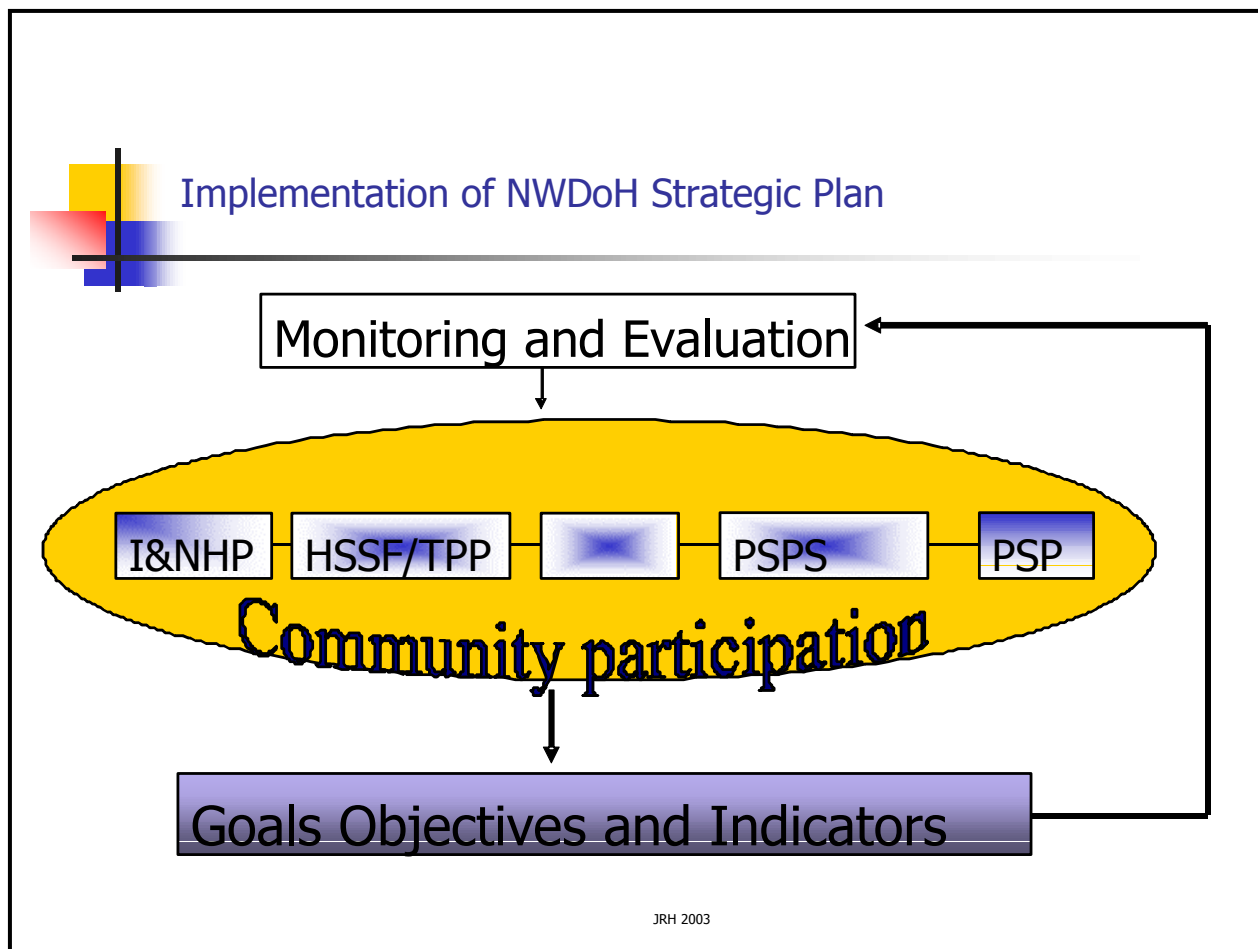 Implementation of NWDoH Strategic Plan
Monitoring and Evaluation
I&NHP HSSF/TPP PSPS PSP
Community participation
Goals Objectives and Indicators
JRH 2003